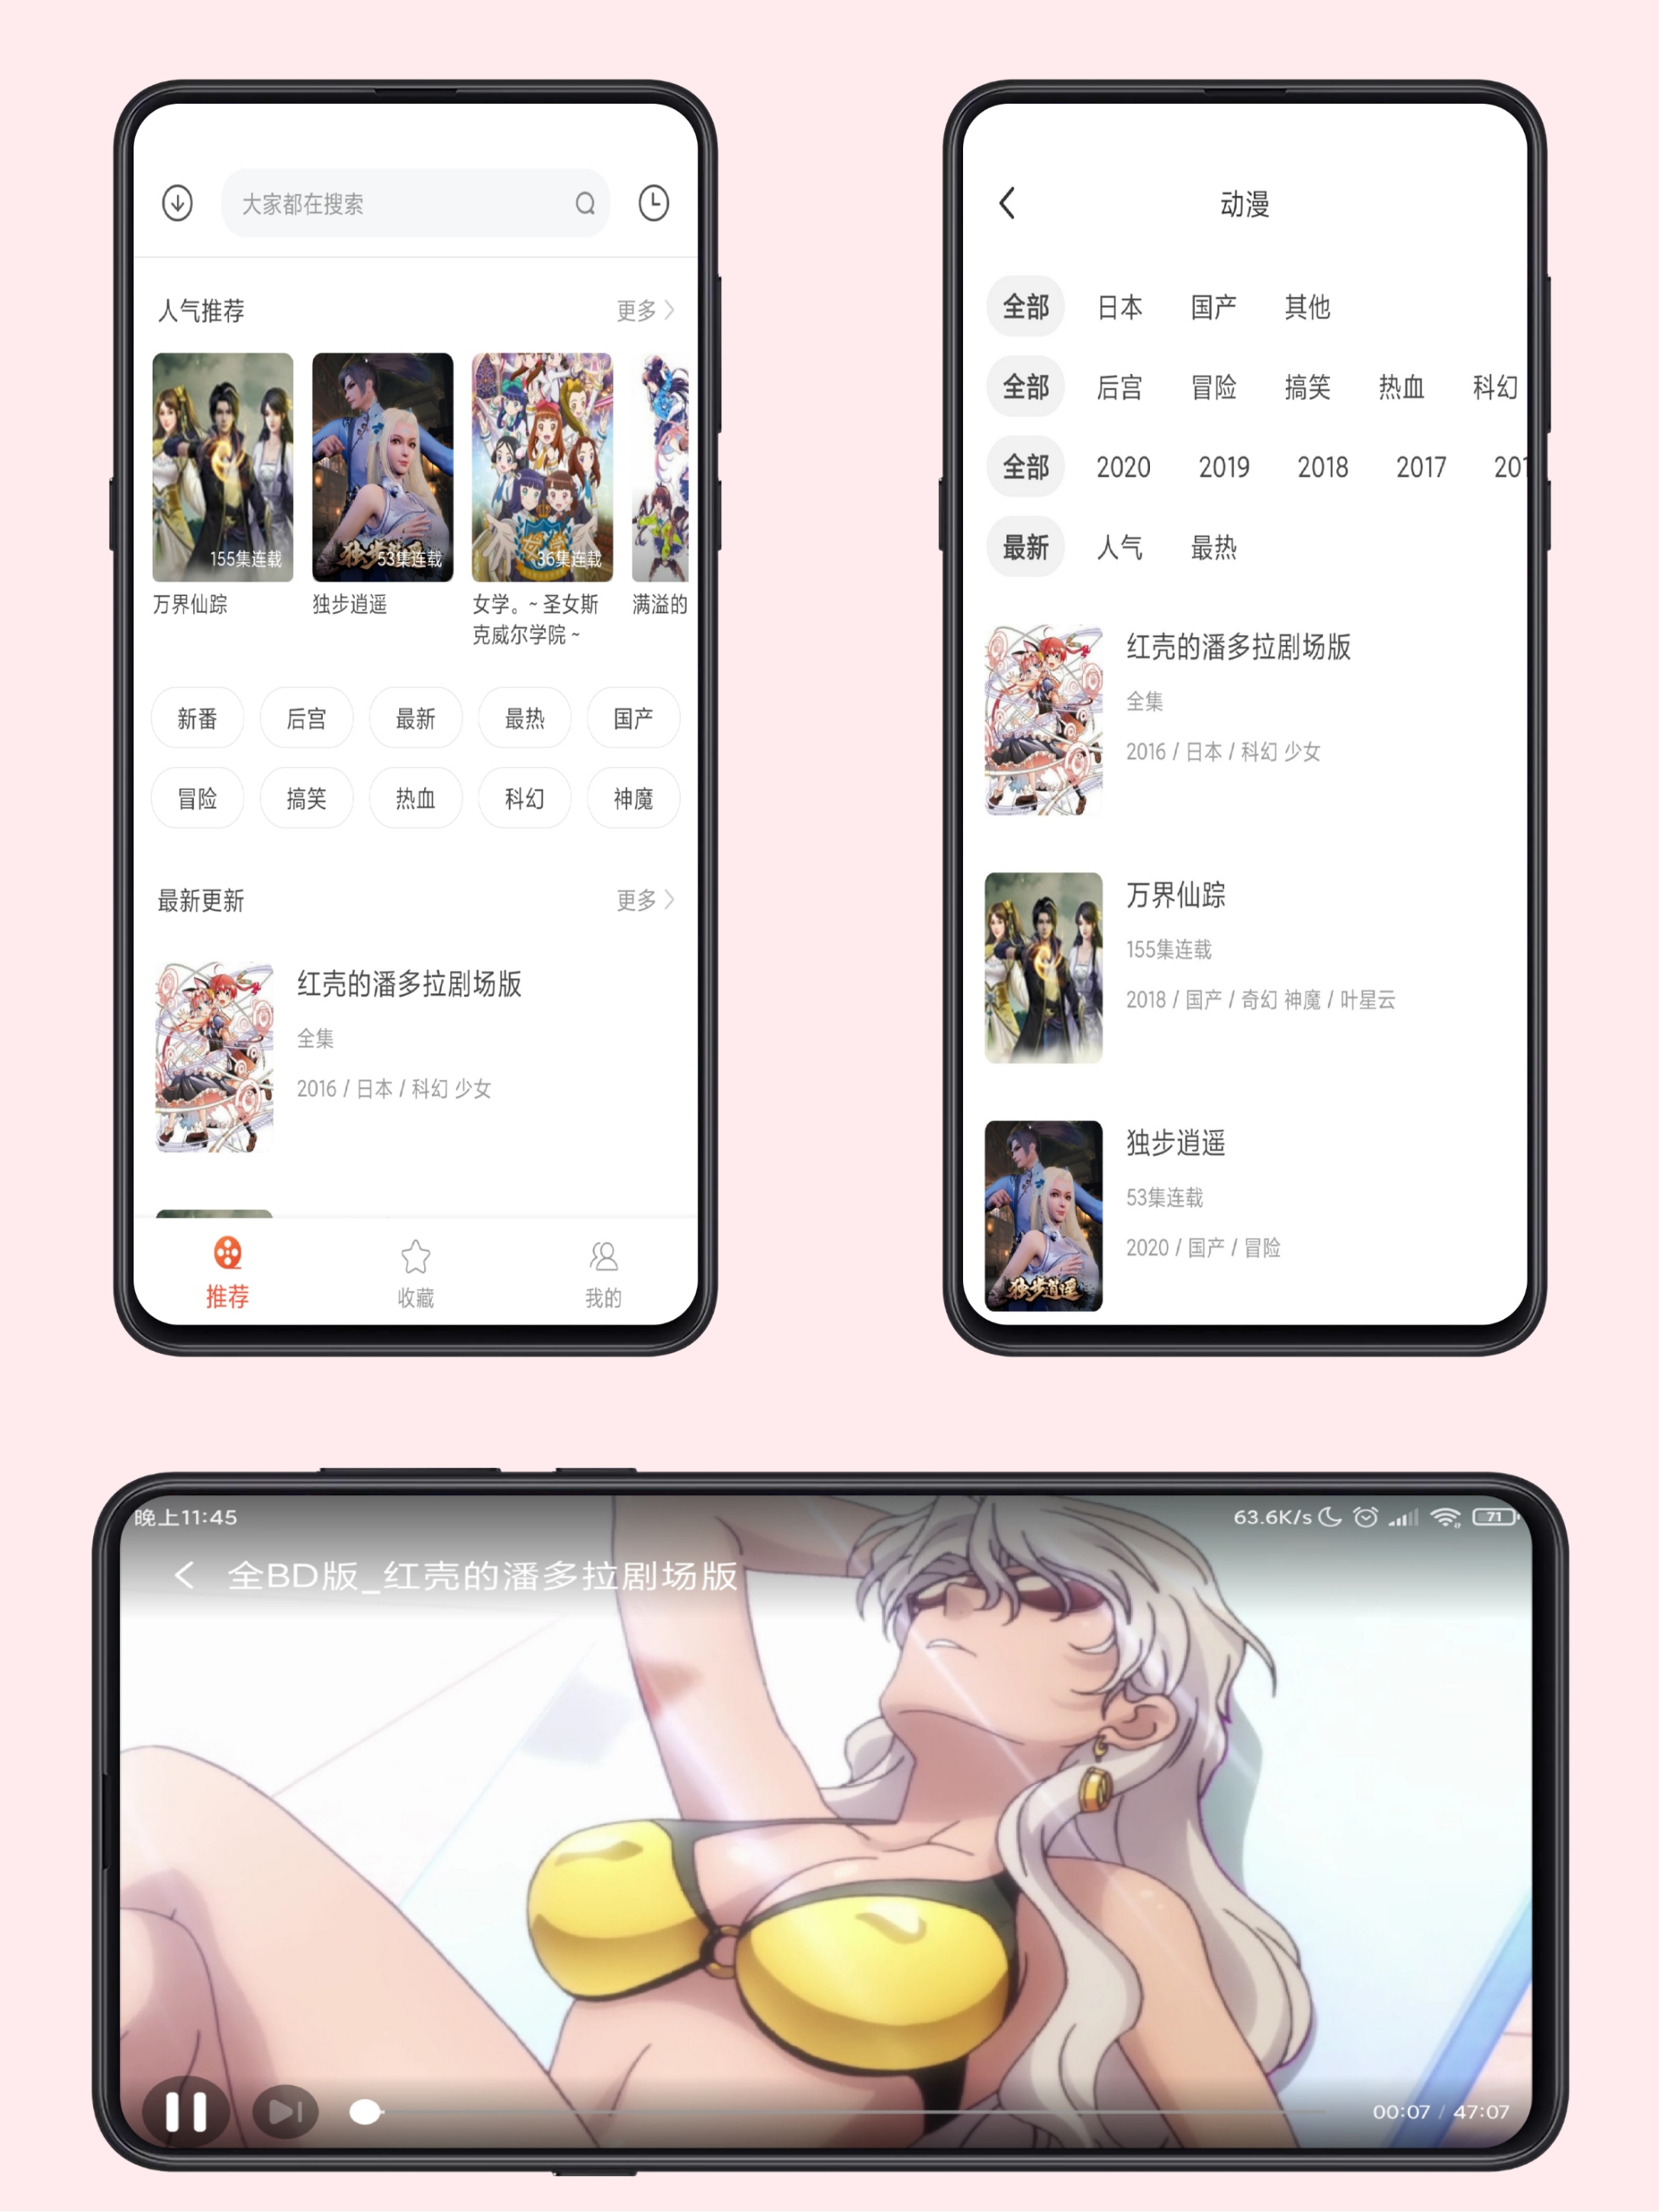 大家都在搜索
人气推荐
更多
155集连载
53集连载
36集连载
万界仙踪
独步逍遥
女学。~ 圣女斯
克威尔学院 ~
满溢的
新番
后宫
最新
最热
国产
冒险
搞笑
热血
科幻
神魔
最新更新
更多
红壳的潘多拉剧场版
全集
2016 / 日本 / 科幻 少女
推荐
收藏
我的
动漫
全部 日本 国产 其他
全部 后宫 冒险 搞笑 热血 科幻
全部 2020 2019 2018 2017 201
最新 人气 最热
红壳的潘多拉剧场版
全集
2016 / 日本 / 科幻 少女
万界仙踪
155集连载
2018 / 国产 / 奇幻 神魔 / 叶星云
独步逍遥
53集连载
2020 / 国产 / 冒险
独步逍遥
晚上11:45
63.6K/s
71
全BD版_红壳的潘多拉剧场版
00:07 / 47:07